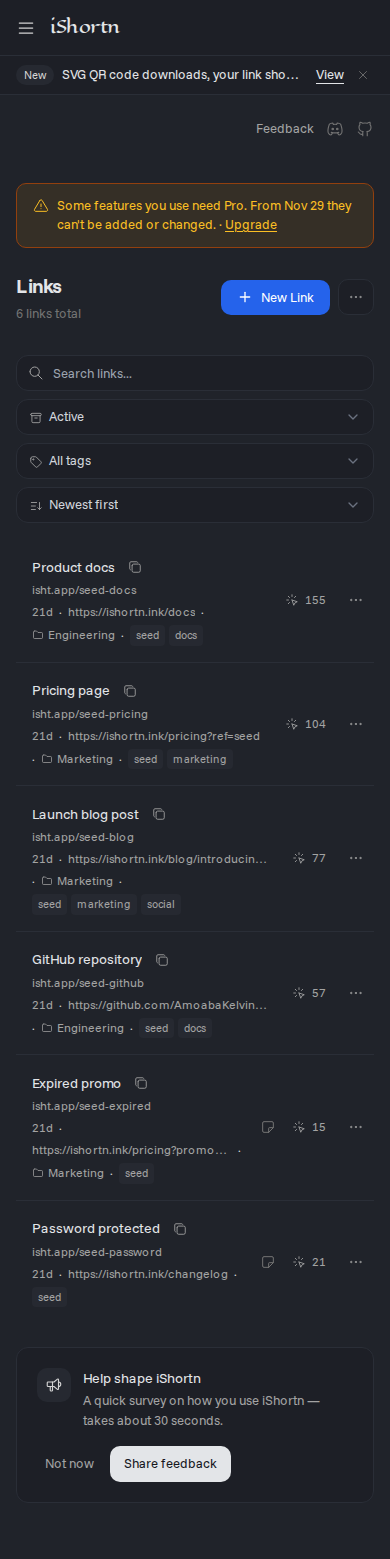 iShortn
New SVG QR code downloads, your link sho... View
Feedback
Some features you use need Pro. From Nov 29 they
can't be added or changed. · Upgrade
Links
6 links total
New Link
Search links...
Active
All tags
Newest first
Product docs
isht.app/seed-docs
155
21d · https://ishortn.ink/docs ·
Engineering · seed docs
Pricing page
isht.app/seed-pricing
104
21d · https://ishortn.ink/pricing?ref=seed
· Marketing · seed marketing
Launch blog post
isht.app/seed-blog
77
21d · https://ishortn.ink/blog/introducin...
· Marketing ·
seed marketing social
GitHub repository
isht.app/seed-github
57
21d · https://github.com/AmoabaKelvin...
· Engineering · seed docs
Expired promo
isht.app/seed-expired
21d ·
15
https://ishortn.ink/pricing?promo... ·
Marketing · seed
Password protected
isht.app/seed-password
21
21d · https://ishortn.ink/changelog ·
seed
Help shape iShortn
A quick survey on how you use iShortn —
takes about 30 seconds.
Not now Share feedback